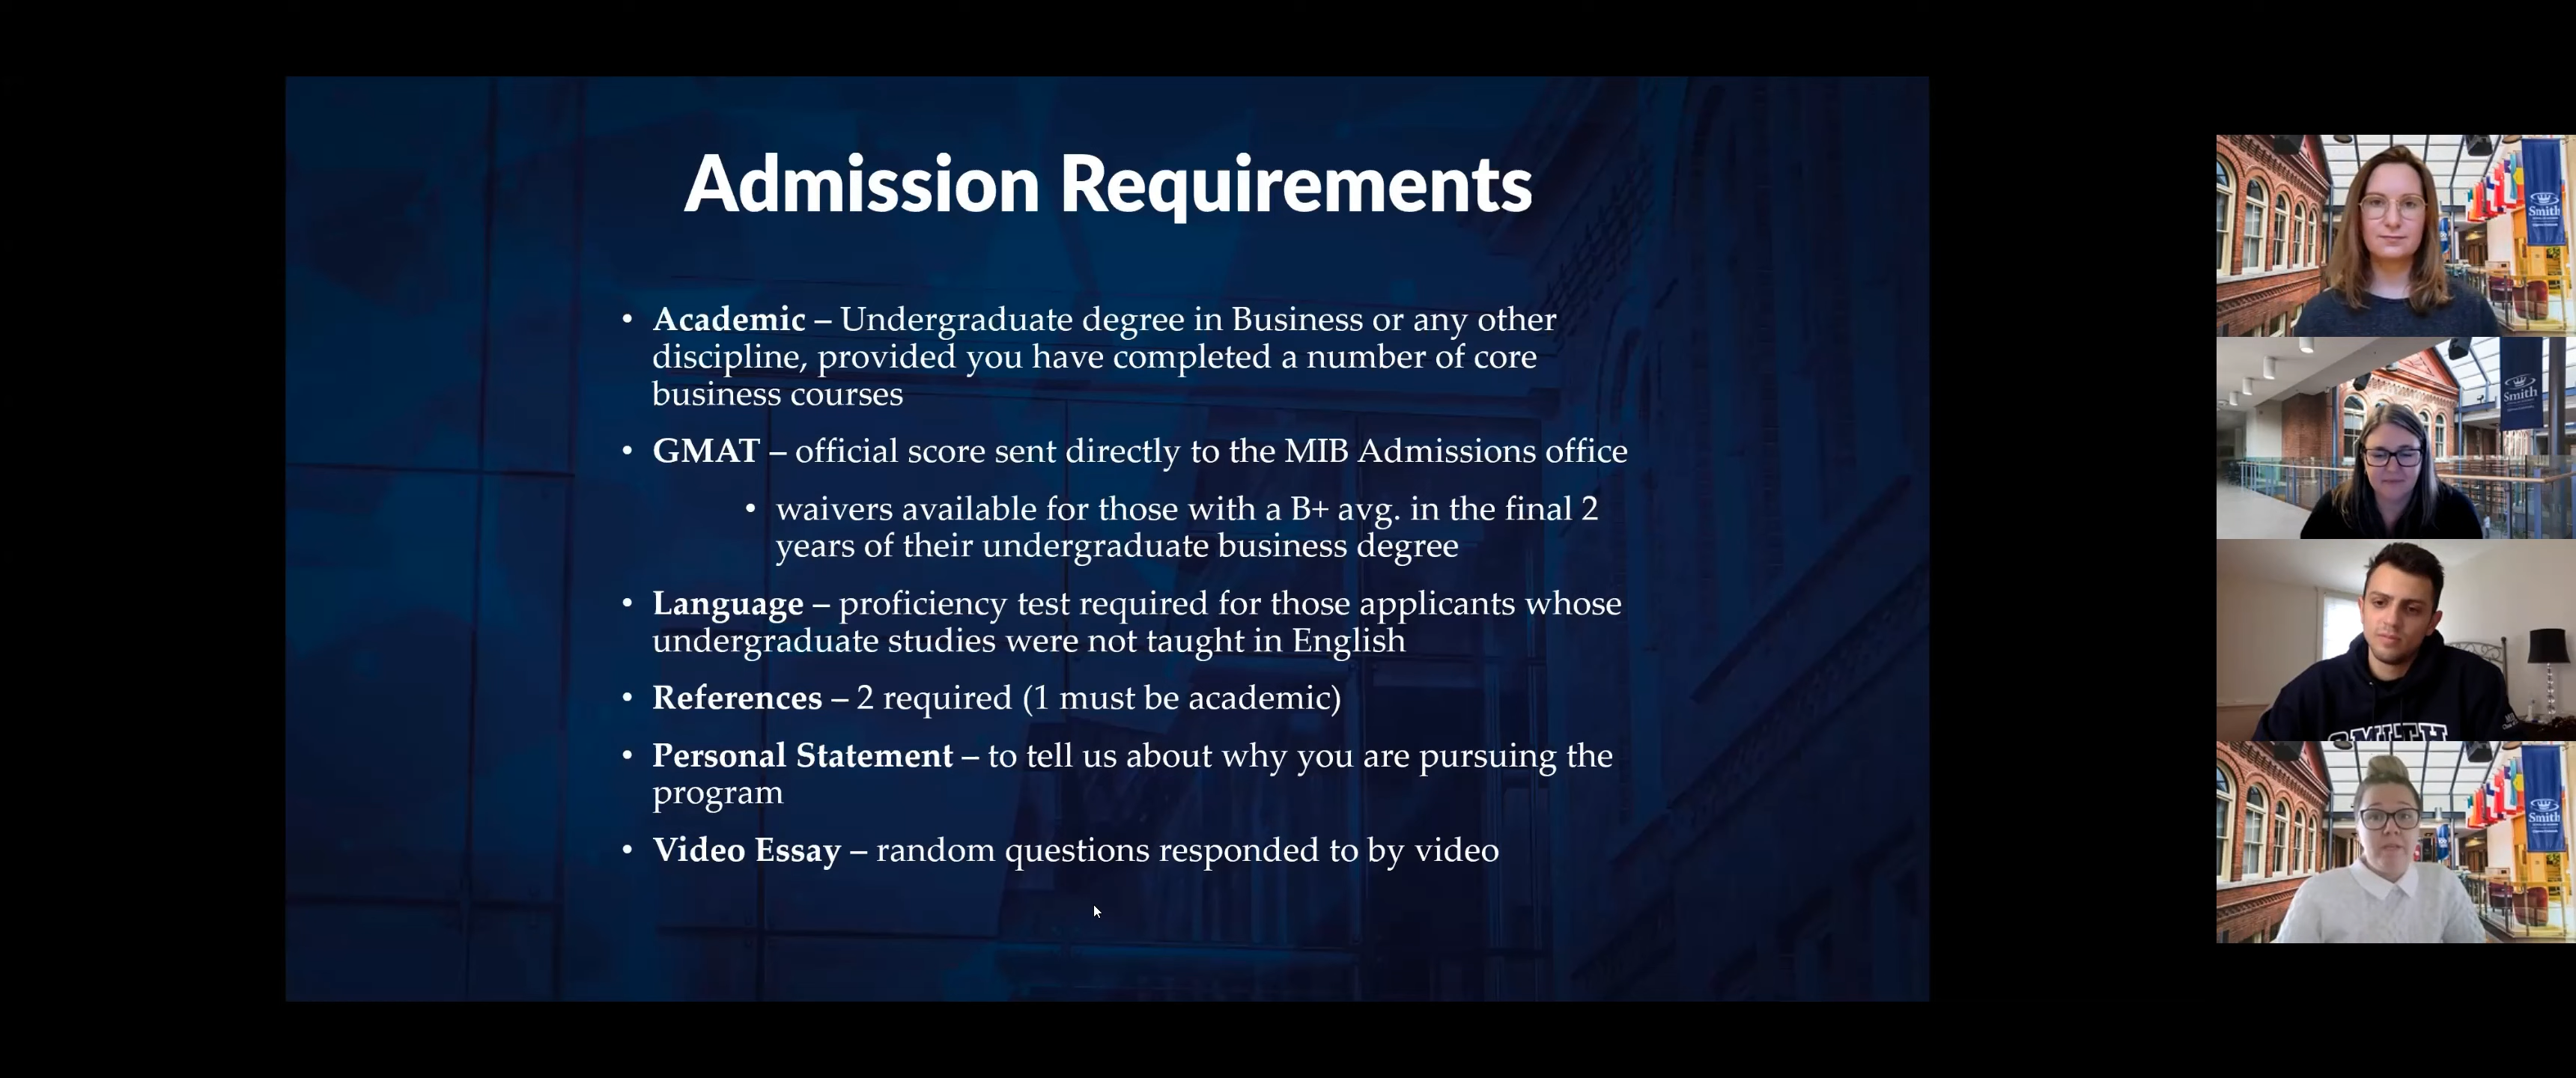 Admission Requirements
• Academic – Undergraduate degree in Business or any other
discipline, provided you have completed a number of core
business courses
• GMAT – official score sent directly to the MIB Admissions office
• waivers available for those with a B+ avg. in the final 2
years of their undergraduate business degree
• Language – proficiency test required for those applicants whose
undergraduate studies were not taught in English
• References – 2 required (1 must be academic)
• Personal Statement – to tell us about why you are pursuing the
program
• Video Essay – random questions responded to by video
Smith
Smith
SMITH
Smith